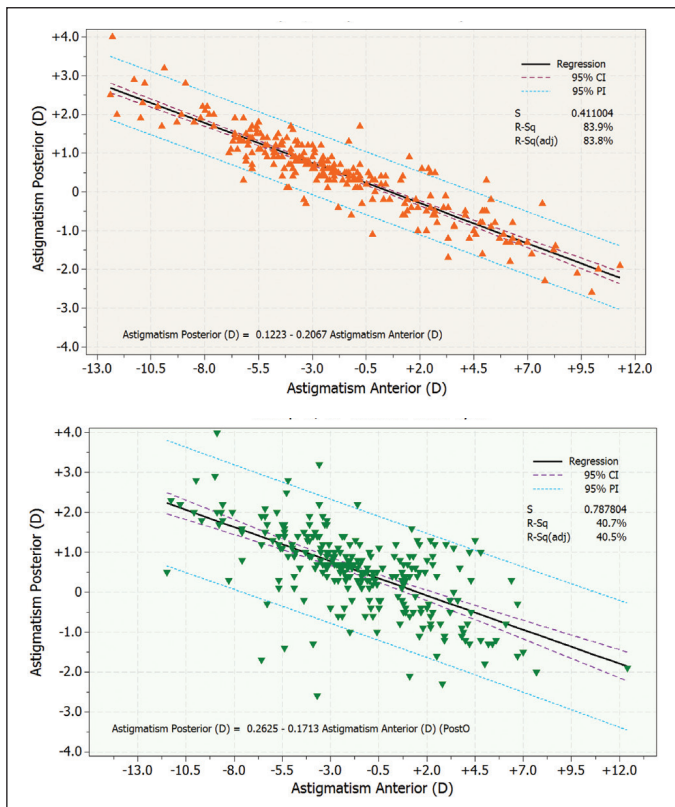 +4.0
Regression
+3.0
95% CI
95% PI
+2.0
S 0.411004
R-Sq 83.9%
+1.0
R-Sq(adj) 83.8%
0
-1.0
-2.0
-3.0
Astigmatism Posterior (D) = 0.1223 - 0.2067 Astigmatism Anterior (D)
-4.0
Astigmatism Posterior (D)
-13.0 -10.5 -8.0 -5.5 -3.0 -0.5 +2.0 +4.5 +7.0 +9.5 +12.0
Astigmatism Anterior (D)
+4.0
Regression
+3.0
95% CI
95% PI
+2.0
S 0.787804
R-Sq 40.7%
+1.0
R-Sq(adj) 40.5%
0
-1.0
-2.0
-3.0
Astigmatism Posterior (D) = 0.2625 - 0.1713 Astigmatism Anterior (D) (PostO
-4.0
Astigmatism Posterior (D)
-13.0 -10.5 -8.0 -5.5 -3.0 -0.5 +2.0 +4.5 +7.0 +9.5 +12.0
Astigmatism Anterior (D)